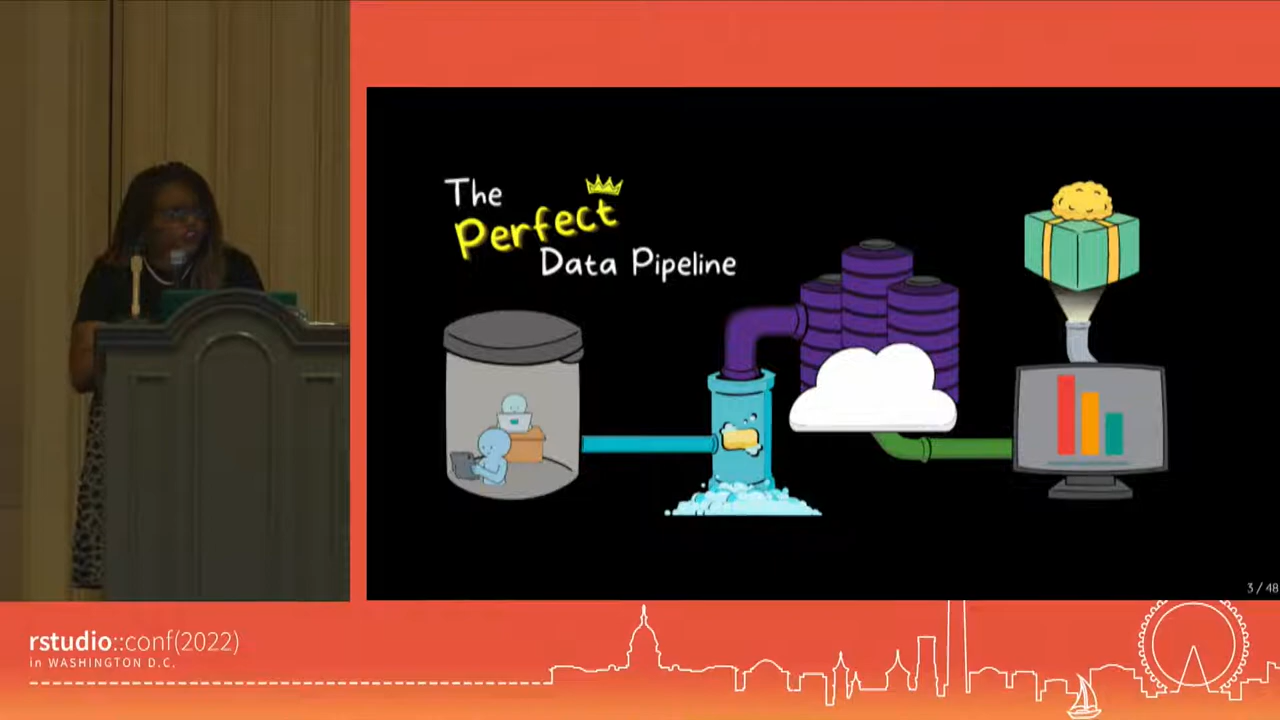 The
Perfect
Data Pipeline
3 / 48
rstudio::conf(2022)
in WASHINGTON D.C.